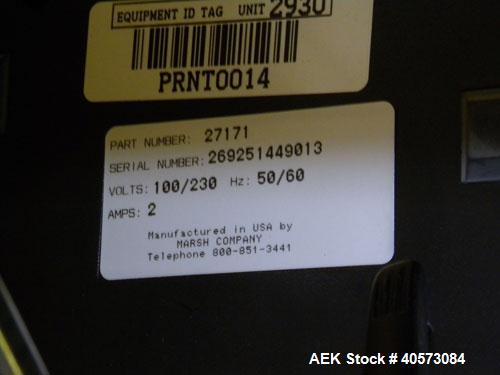 EQUIPMENT ID TAG UNIT 2930
PRNT0014
PART NUMBER: 27171
SERIAL NUMBER: 269251449013
VOLTS: 100/230 Hz: 50/60
AMPS: 2
Manufactured in USA by
MARSH COMPANY
Telephone 800-851-3441
AEK Stock # 40573084